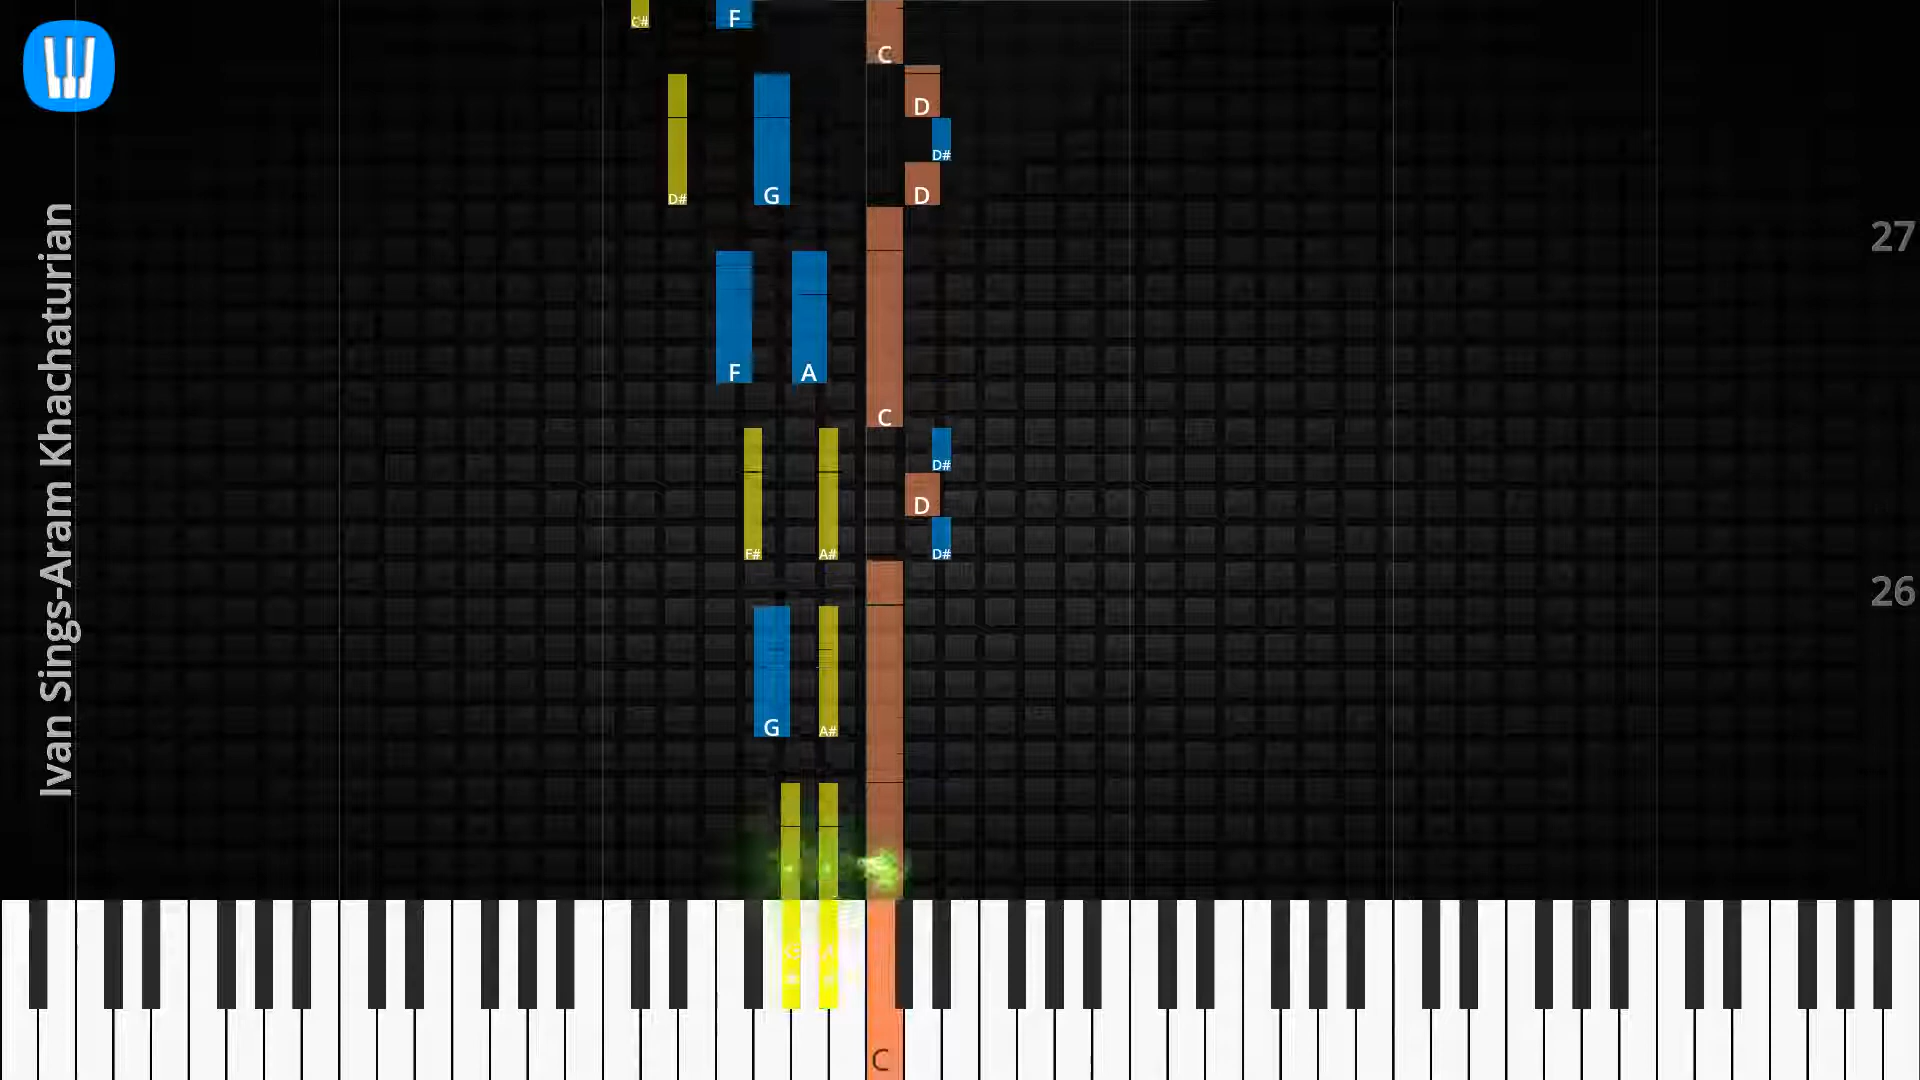 C# F C
D
D#
D# G D
27
F A
C
D#
D
F# A# D#
26
G A#
G A
C
Ivan Sings-Aram Khachaturian